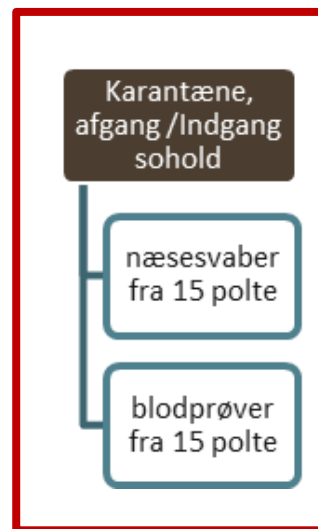 Karantæne,
afgang /Indgang
sohold
næsesvaber
fra 15 polte
blodprøver
fra 15 polte